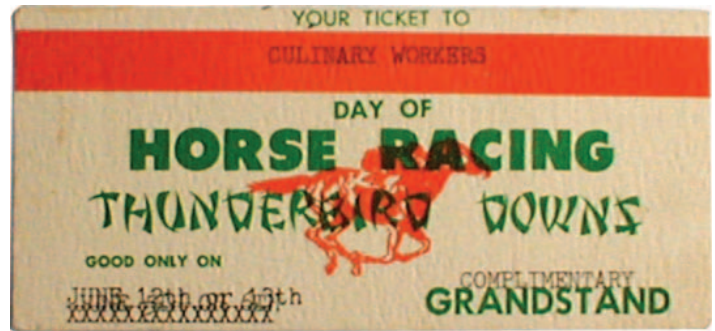 YOUR TICKET TO
CULINARY WORKERS
DAY OF
HORSE RACING
THUNDERBIRD DOWNS
GOOD ONLY ON
COMPLIMENTARY
JUNE 12th or 13th
GRANDSTAND
XXXXXXXXXXXXXXX